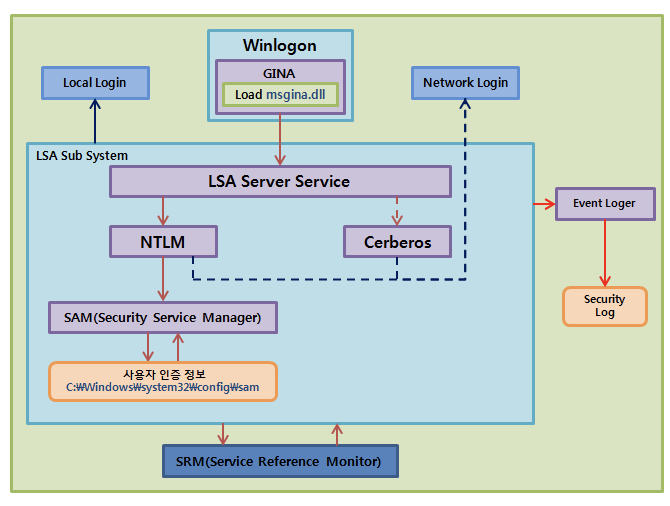 Winlogon
GINA
Load msgina.dll
Local Login
Network Login
LSA Sub System
LSA Server Service
NTLM
Cerberos
Event Loger
SAM(Security Service Manager)
Security
Log
사용자 인증 정보
C:₩Windows₩system32₩config₩sam
SRM(Service Reference Monitor)